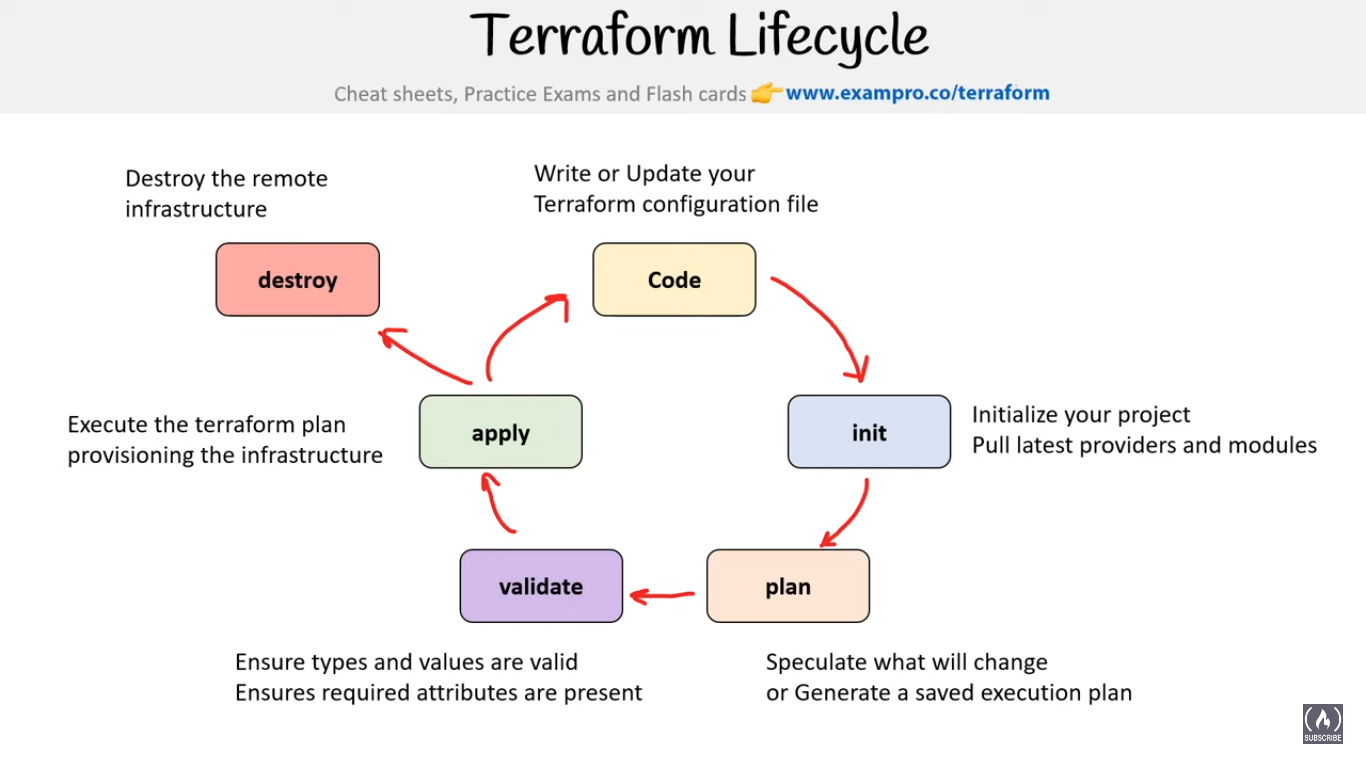 Terraform Lifecycle
Cheat sheets, Practice Exams and Flash cards 👉 www.exampro.co/terraform
Destroy the remote
infrastructure
destroy
Write or Update your
Terraform configuration file
Code
Execute the terraform plan
provisioning the infrastructure
apply
init
Initialize your project
Pull latest providers and modules
validate
plan
Ensure types and values are valid
Ensures required attributes are present
Speculate what will change
or Generate a saved execution plan
SUBSCRIBE